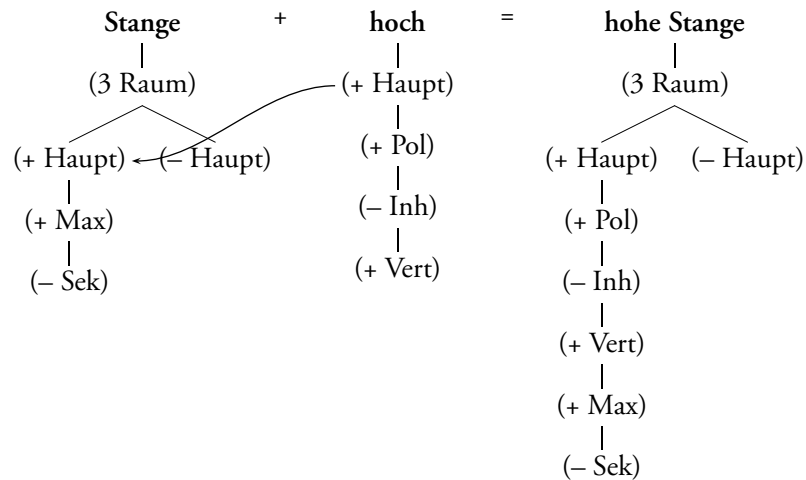 Stange + hoch = hohe Stange
(3 Raum) (+ Haupt) (3 Raum)
(+ Haupt) (– Haupt) (+ Pol) (+ Haupt) (– Haupt)
(+ Max) (– Inh) (+ Pol)
(– Sek) (+ Vert) (– Inh)
(+ Vert)
(+ Max)
(– Sek)